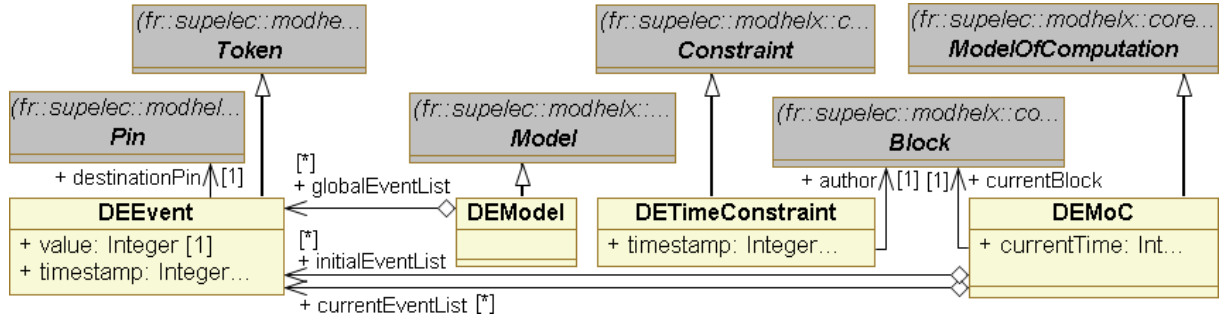 (fr::supelec::modhe...
Token
(fr::supelec::modhelx::c...
Constraint
(fr::supelec::modhelx::core...
ModelOfComputation
(fr::supelec::modhel...
Pin
(fr::supelec::modhelx::...
Model
(fr::supelec::modhelx::co...
Block
+ destinationPin [1]
[*]
+ globalEventList
+ author [1]
[1] + currentBlock
DEEvent
+ value: Integer [1]
+ timestamp: Integer...
DEModel
DETimeConstraint
+ timestamp: Integer...
DEMoC
+ currentTime: Int...
[*]
+ initialEventList
+ currentEventList [*]